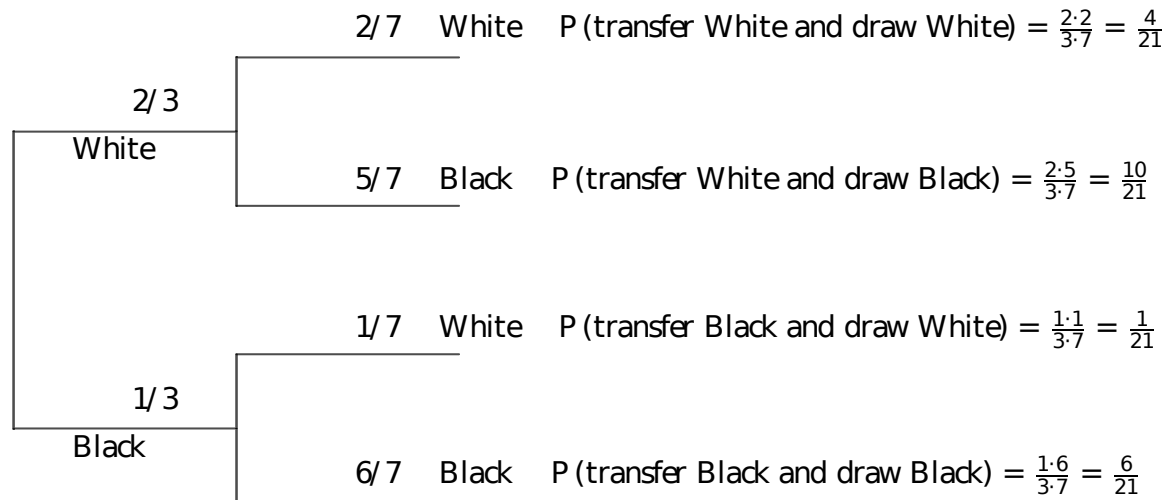 2/7 White P(transfer White and draw White) = 2·2/3·7 = 4/21
2/3
White
5/7 Black P(transfer White and draw Black) = 2·5/3·7 = 10/21
1/7 White P(transfer Black and draw White) = 1·1/3·7 = 1/21
1/3
Black
6/7 Black P(transfer Black and draw Black) = 1·6/3·7 = 6/21